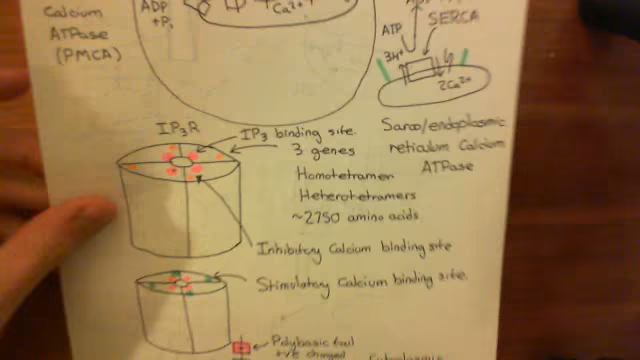 Calcium
ATPase
(PMCA)
ADP
+Pi
Ca2+
ATP
SERCA
3H+
2Ca2+
Sarco/endoplasmic
reticulum Calcium
ATPase
IP3R
IP3 binding site.
3 genes
Homotetramer
Heterotetramers
~2750 amino acids
Inhibitory Calcium binding site
Stimulatory Calcium binding site.
Polybasic tail
+ve charged